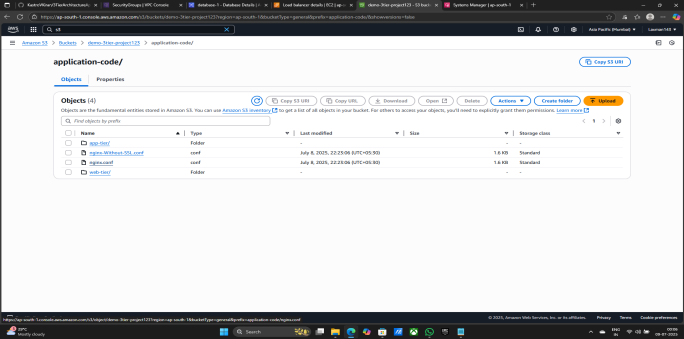 KastroVKiran/3TierArchitectureA
SecurityGroups | VPC Console
database-1 - Database Details |
Load balancer details | EC2 | ap-s
demo-3tier-project123 - S3 buck
Systems Manager | ap-south-1
https://ap-south-1.console.aws.amazon.com/s3/buckets/demo-3tier-project123?region=ap-south-1&bucketType=general&prefix=application-code/&showversions=false
aws
s3
Asia Pacific (Mumbai)
Amazon S3
Buckets
demo-3tier-project123
application-code/
application-code/
Copy S3 URI
Objects
Properties
Objects (4)
Copy S3 URI
Copy URL
Download
Open
Delete
Actions
Create folder
Upload
Objects are the fundamental entities stored in Amazon S3. You can use Amazon S3 inventory to get a list of all objects in your bucket. For others to access your objects, you'll need to explicitly grant them permissions. Learn more
Find objects by prefix
1
Name Type Last modified Size Storage class
app-tier/ Folder - - -
nginx-Without-SSL.conf conf July 8, 2025, 22:23:06 (UTC+05:30) 1.6 KB Standard
nginx.conf conf July 8, 2025, 22:23:06 (UTC+05:30) 1.6 KB Standard
web-tier/ Folder - - -
https://ap-south-1.console.aws.amazon.com/s3/object/demo-3tier-project123?region=ap-south-1&bucketType=general&prefix=application-code/nginx.conf
© 2025, Amazon Web Services, Inc. or its affiliates.
Privacy
Terms
Cookie preferences
Mostly cloudy
Search
ENG
IN
00:06
09-07-2025